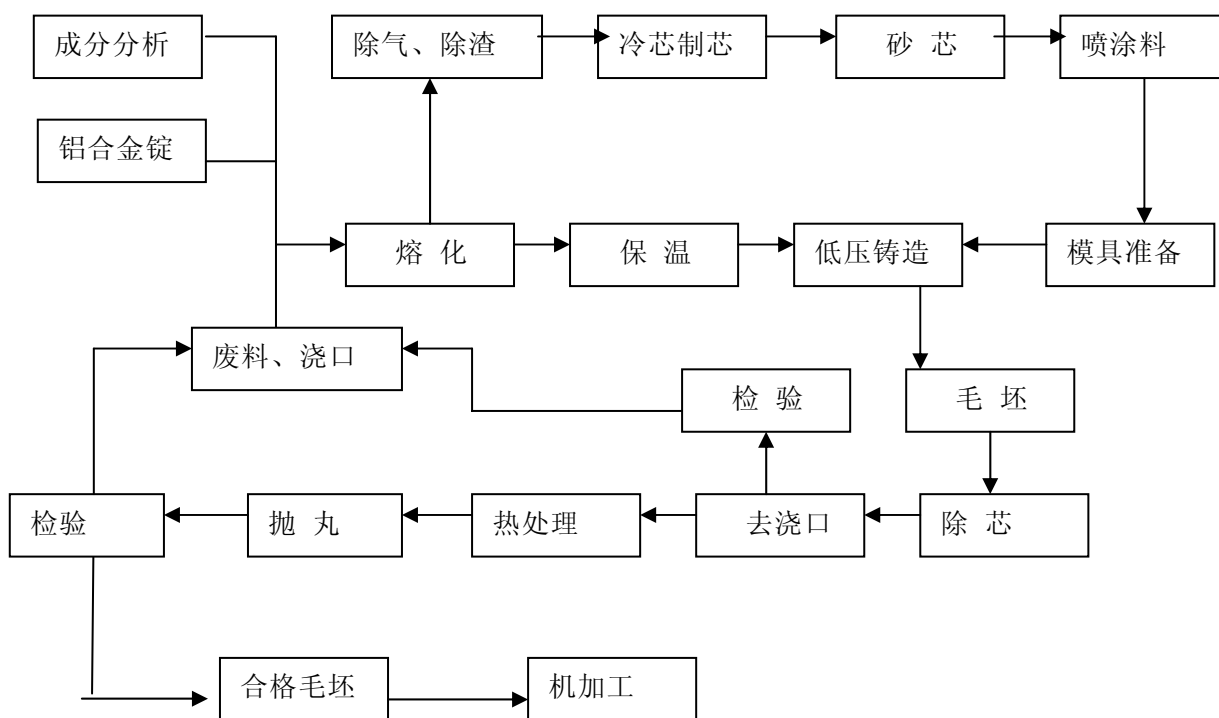 成分分析
除气、除渣
冷芯制芯
砂 芯
喷涂料
铝合金锭
熔 化
保 温
低压铸造
模具准备
废料、浇口
检 验
毛 坯
检验
抛 丸
热处理
去浇口
除 芯
合格毛坯
机加工